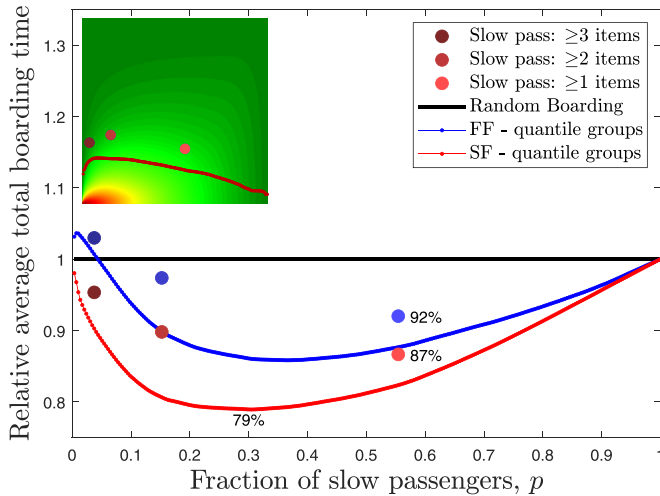 Relative average total boarding time
1.3
1.2
1.1
1
0.9
0.8
Slow pass: ≥3 items
Slow pass: ≥2 items
Slow pass: ≥1 items
Random Boarding
FF - quantile groups
SF - quantile groups
92%
87%
79%
0 0.1 0.2 0.3 0.4 0.5 0.6 0.7 0.8 0.9 1
Fraction of slow passengers, p